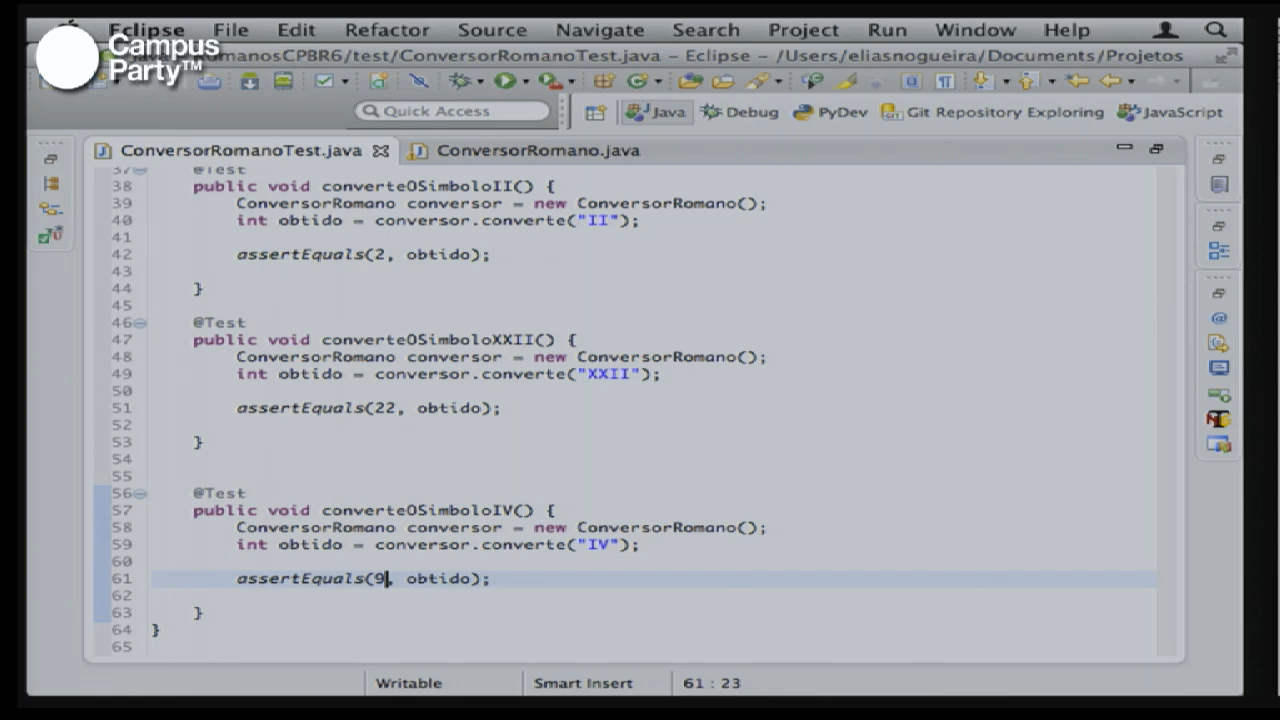 Campus
Party™
Eclipse File Edit Refactor Source Navigate Search Project Run Window Help
omanosCPBR6/test/ConversorRomanoTest.java – Eclipse – /Users/eliasnogueira/Documents/Projetos
Quick Access
Java Debug PyDev Git Repository Exploring JavaScript
ConversorRomanoTest.java ConversorRomano.java
37 @Test
38 public void converteOSimboloII() {
39 ConversorRomano conversor = new ConversorRomano();
40 int obtido = conversor.converte("II");
41
42 assertEquals(2, obtido);
43
44 }
45
46 @Test
47 public void converteOSimboloXXII() {
48 ConversorRomano conversor = new ConversorRomano();
49 int obtido = conversor.converte("XXII");
50
51 assertEquals(22, obtido);
52
53 }
54
55
56 @Test
57 public void converteOSimboloIV() {
58 ConversorRomano conversor = new ConversorRomano();
59 int obtido = conversor.converte("IV");
60
61 assertEquals(9, obtido);
62
63 }
64 }
65
Writable Smart Insert 61 : 23